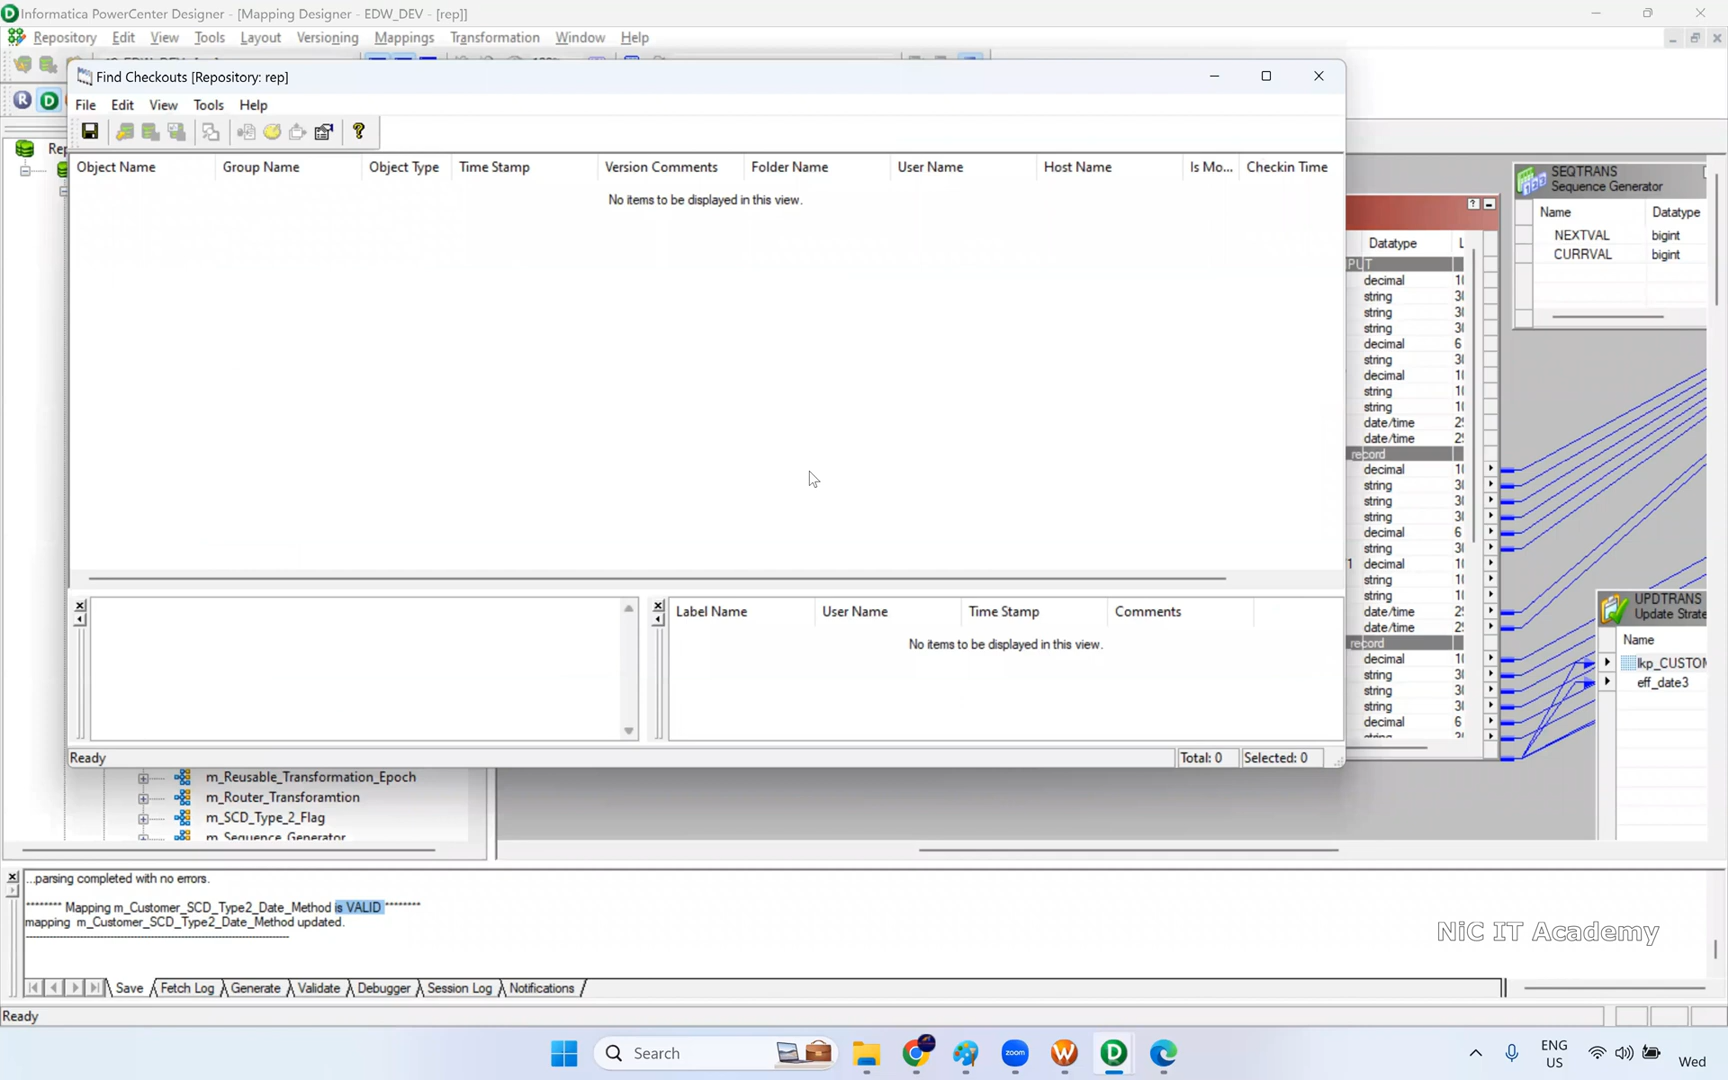 Informatica PowerCenter Designer - [Mapping Designer - EDW_DEV - [rep]]
Repository Edit View Tools Layout Versioning Mappings Transformation Window Help
Find Checkouts [Repository: rep]
File Edit View Tools Help
Object Name Group Name Object Type Time Stamp Version Comments Folder Name User Name Host Name Is Mo... Checkin Time
No items to be displayed in this view.
Label Name User Name Time Stamp Comments
No items to be displayed in this view.
Ready Total: 0 Selected: 0
Datatype
decimal
string
string
string
decimal
string
decimal
string
string
date/time
date/time
record
decimal
string
string
string
decimal
string
decimal
string
string
date/time
date/time
record
decimal
string
string
string
decimal
SEQTRANS
Sequence Generator
Name Datatype
NEXTVAL bigint
CURRVAL bigint
UPDTRANS
Update Strate
Name
lkp_CUSTOM
eff_date3
m_Reusable_Transformation_Epoch
m_Router_Transforamtion
m_SCD_Type_2_Flag
m_Sequence_Generator
...parsing completed with no errors.
******** Mapping m_Customer_SCD_Type2_Date_Method is VALID ********
mapping m_Customer_SCD_Type2_Date_Method updated.
NiC IT Academy
Save Fetch Log Generate Validate Debugger Session Log Notifications
Ready
Search
zoom
ENG
US
Wed